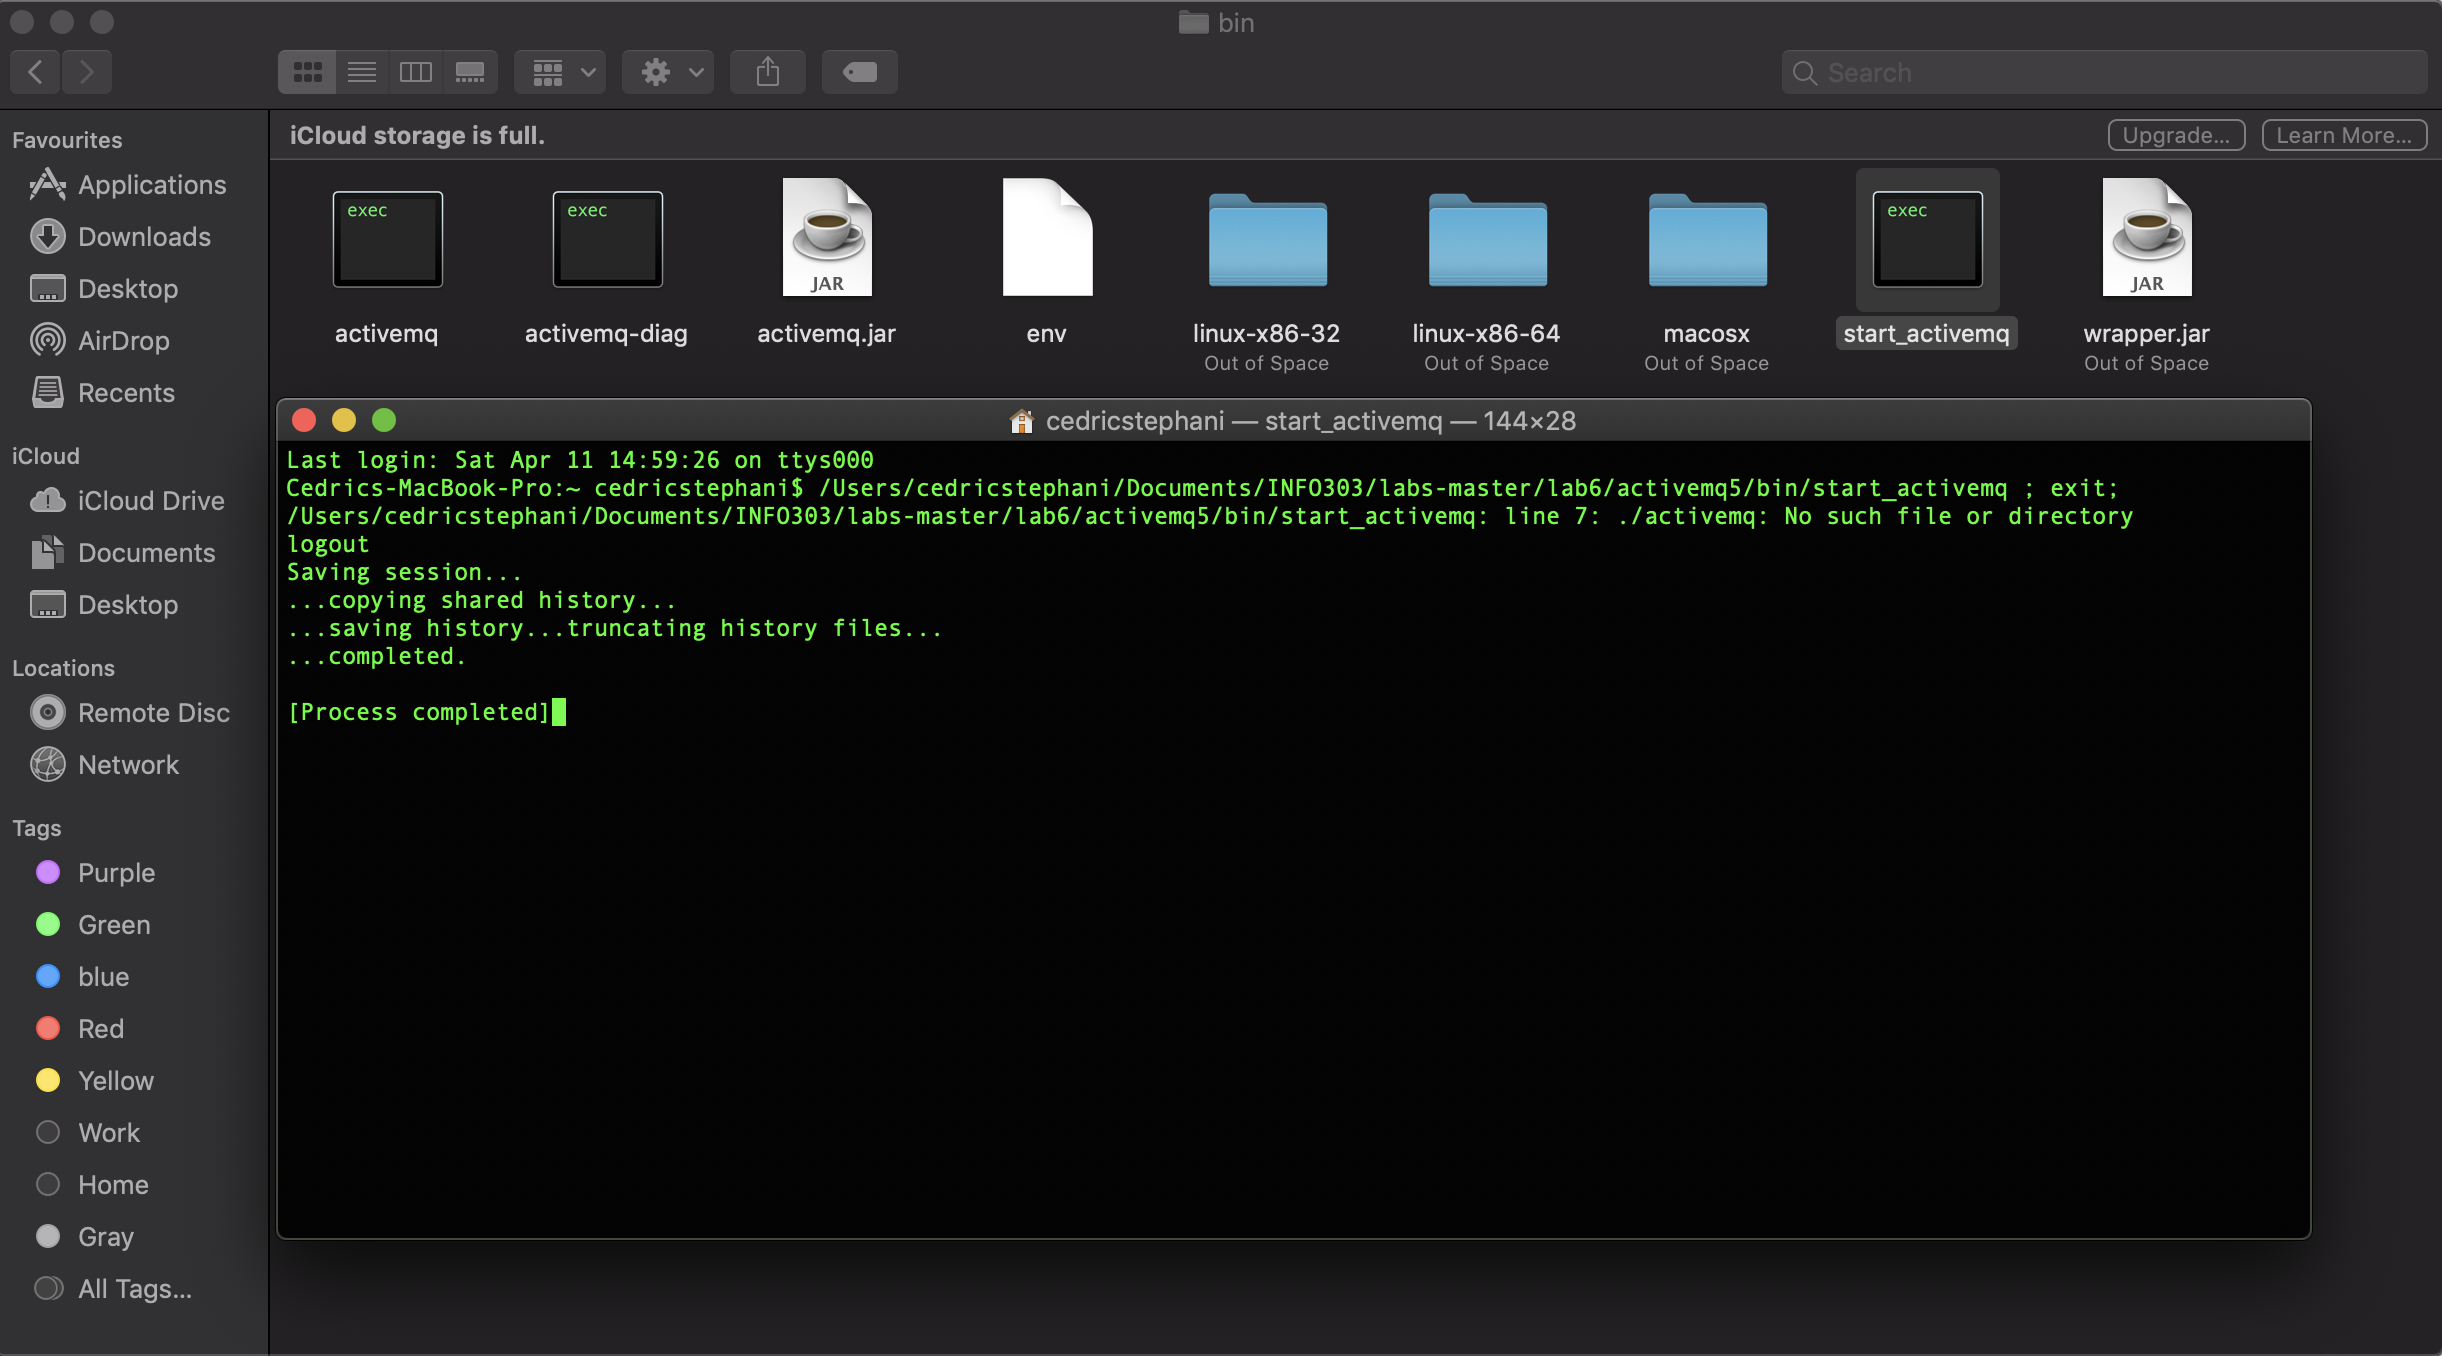 bin
Search
Favourites
Applications
Downloads
Desktop
AirDrop
Recents
iCloud
iCloud Drive
Documents
Desktop
Locations
Remote Disc
Network
Tags
Purple
Green
blue
Red
Yellow
Work
Home
Gray
All Tags...
iCloud storage is full.
Upgrade...
Learn More...
exec
activemq
exec
activemq-diag
JAR
activemq.jar
env
linux-x86-32
Out of Space
linux-x86-64
Out of Space
macosx
Out of Space
exec
start_activemq
JAR
wrapper.jar
Out of Space
cedricstephani — start_activemq — 144×28
Last login: Sat Apr 11 14:59:26 on ttys000
Cedrics-MacBook-Pro:~ cedricstephani$ /Users/cedricstephani/Documents/INFO303/labs-master/lab6/activemq5/bin/start_activemq ; exit;
/Users/cedricstephani/Documents/INFO303/labs-master/lab6/activemq5/bin/start_activemq: line 7: ./activemq: No such file or directory
logout
Saving session...
...copying shared history...
...saving history...truncating history files...
...completed.
[Process completed]